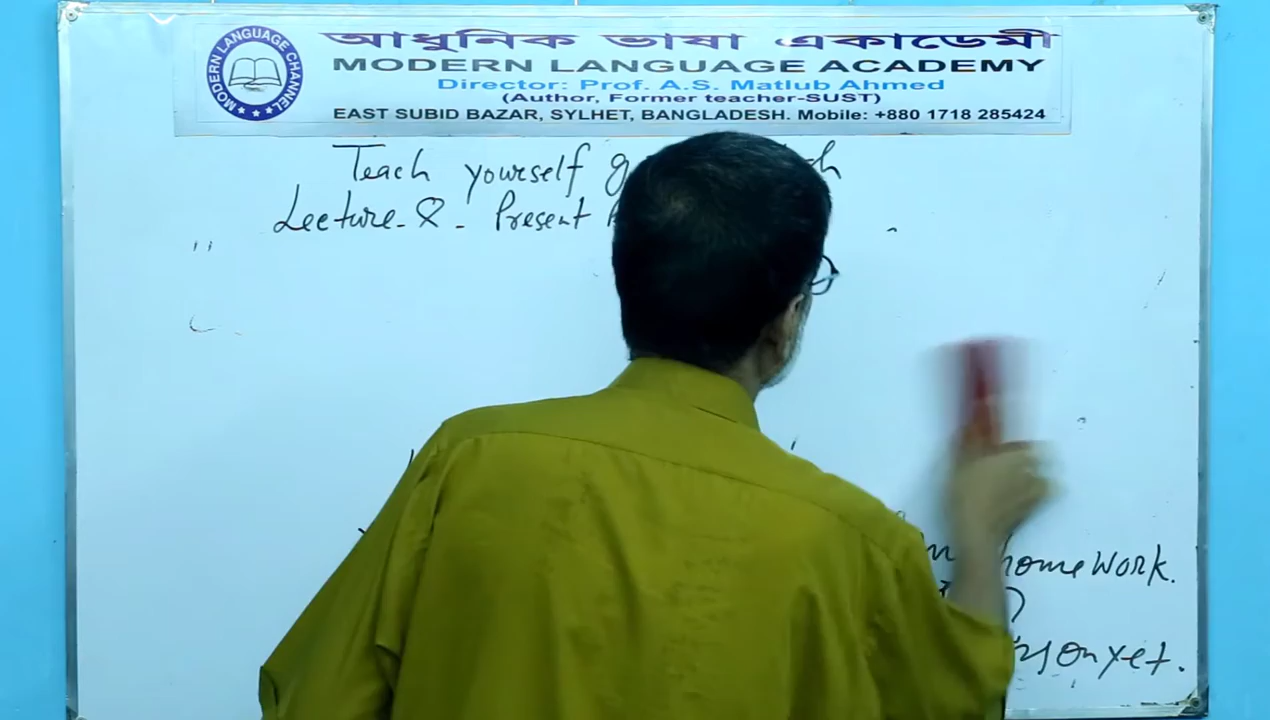 আধুনিক ভাষা একাডেমী
MODERN LANGUAGE CHANNEL
MODERN LANGUAGE ACADEMY
Director: Prof. A.S. Matlub Ahmed
(Author, Former teacher-SUST)
EAST SUBID BAZAR, SYLHET, BANGLADESH. Mobile: +880 1718 285424
Teach yourself
Lecture-8 - Present
homework.
yet.